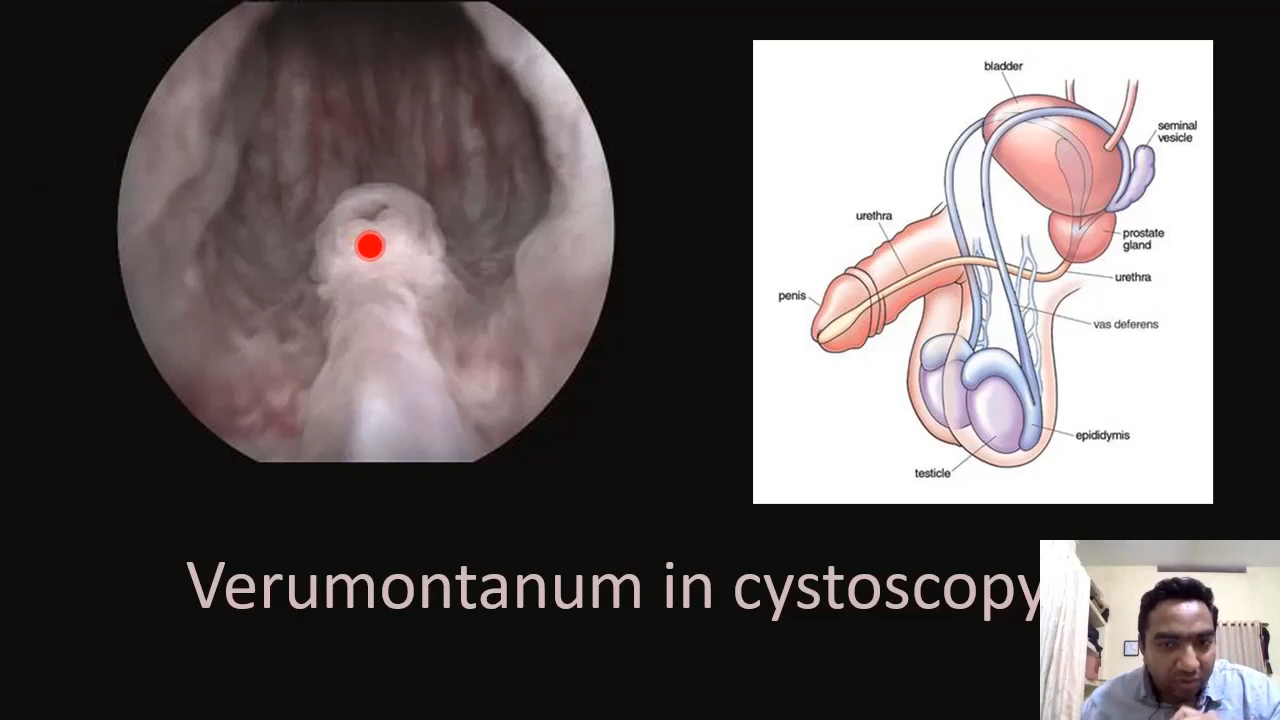 bladder
seminal
vesicle
urethra
prostate
gland
urethra
penis
vas deferens
epididymis
testicle
Verumontanum in cystoscopy